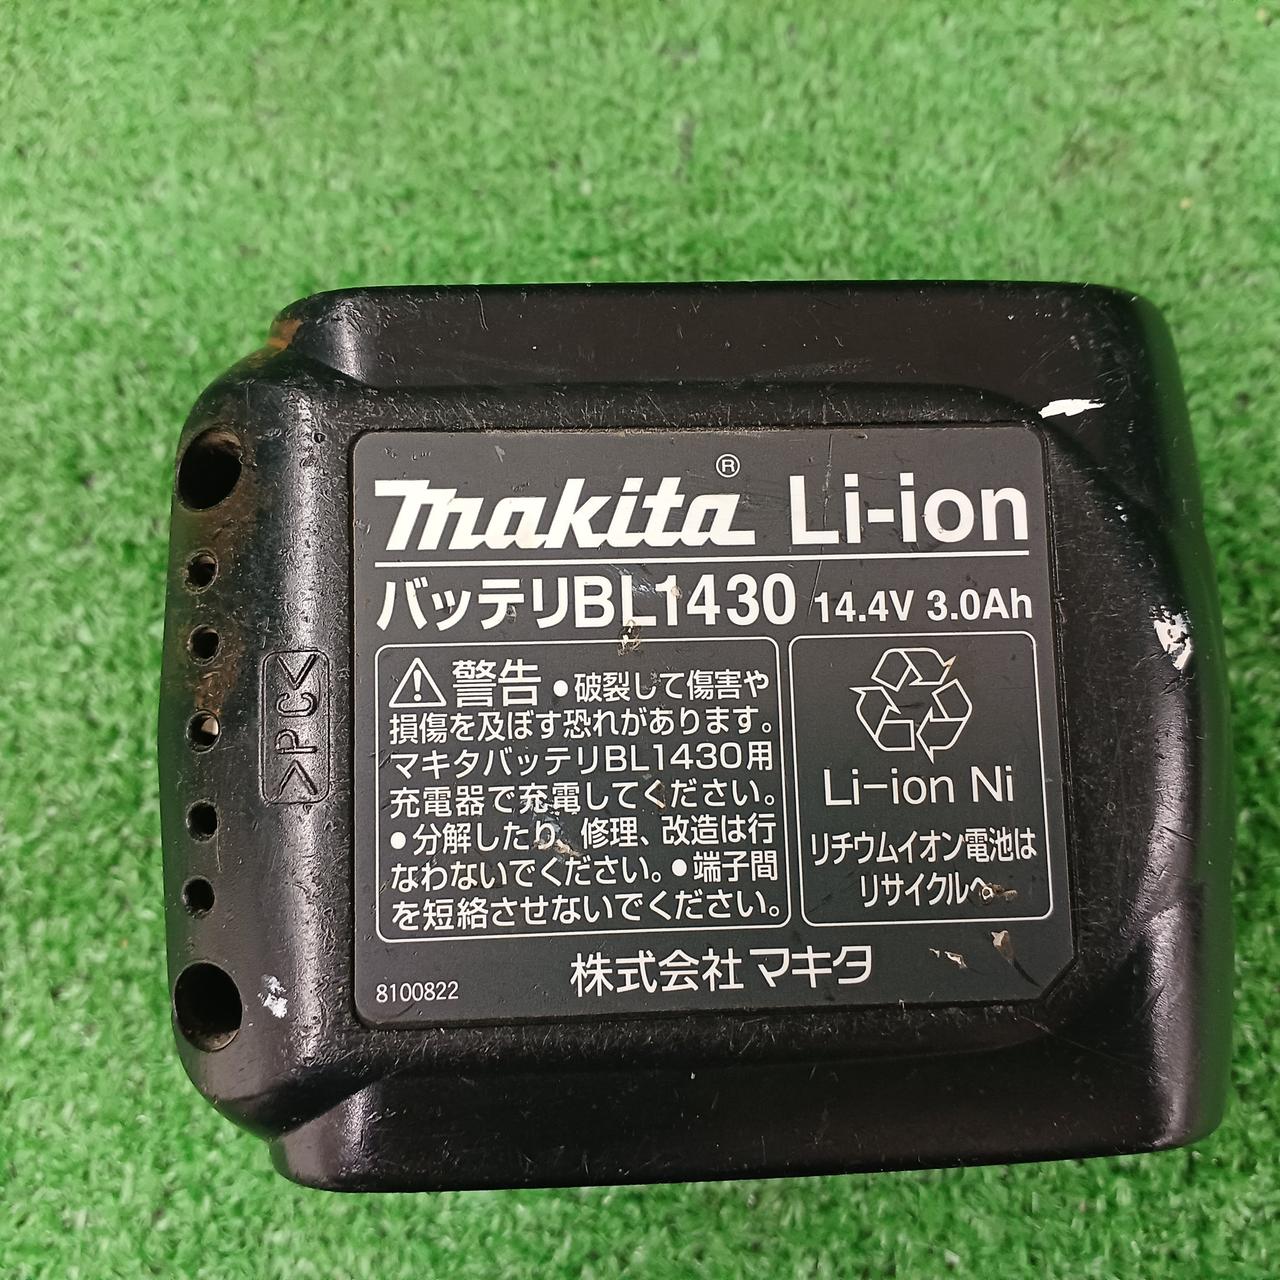 makita® Li-ion
バッテリBL1430 14.4V 3.0Ah
警告 ●破裂して傷害や
損傷を及ぼす恐れがあります。
マキタバッテリBL1430用
充電器で充電してください。
●分解したり、修理、改造は行
なわないでください。●端子間
を短絡させないでください。
Li-ion Ni
リチウムイオン電池は
リサイクルへ。
株式会社マキタ
8100822
>PC<